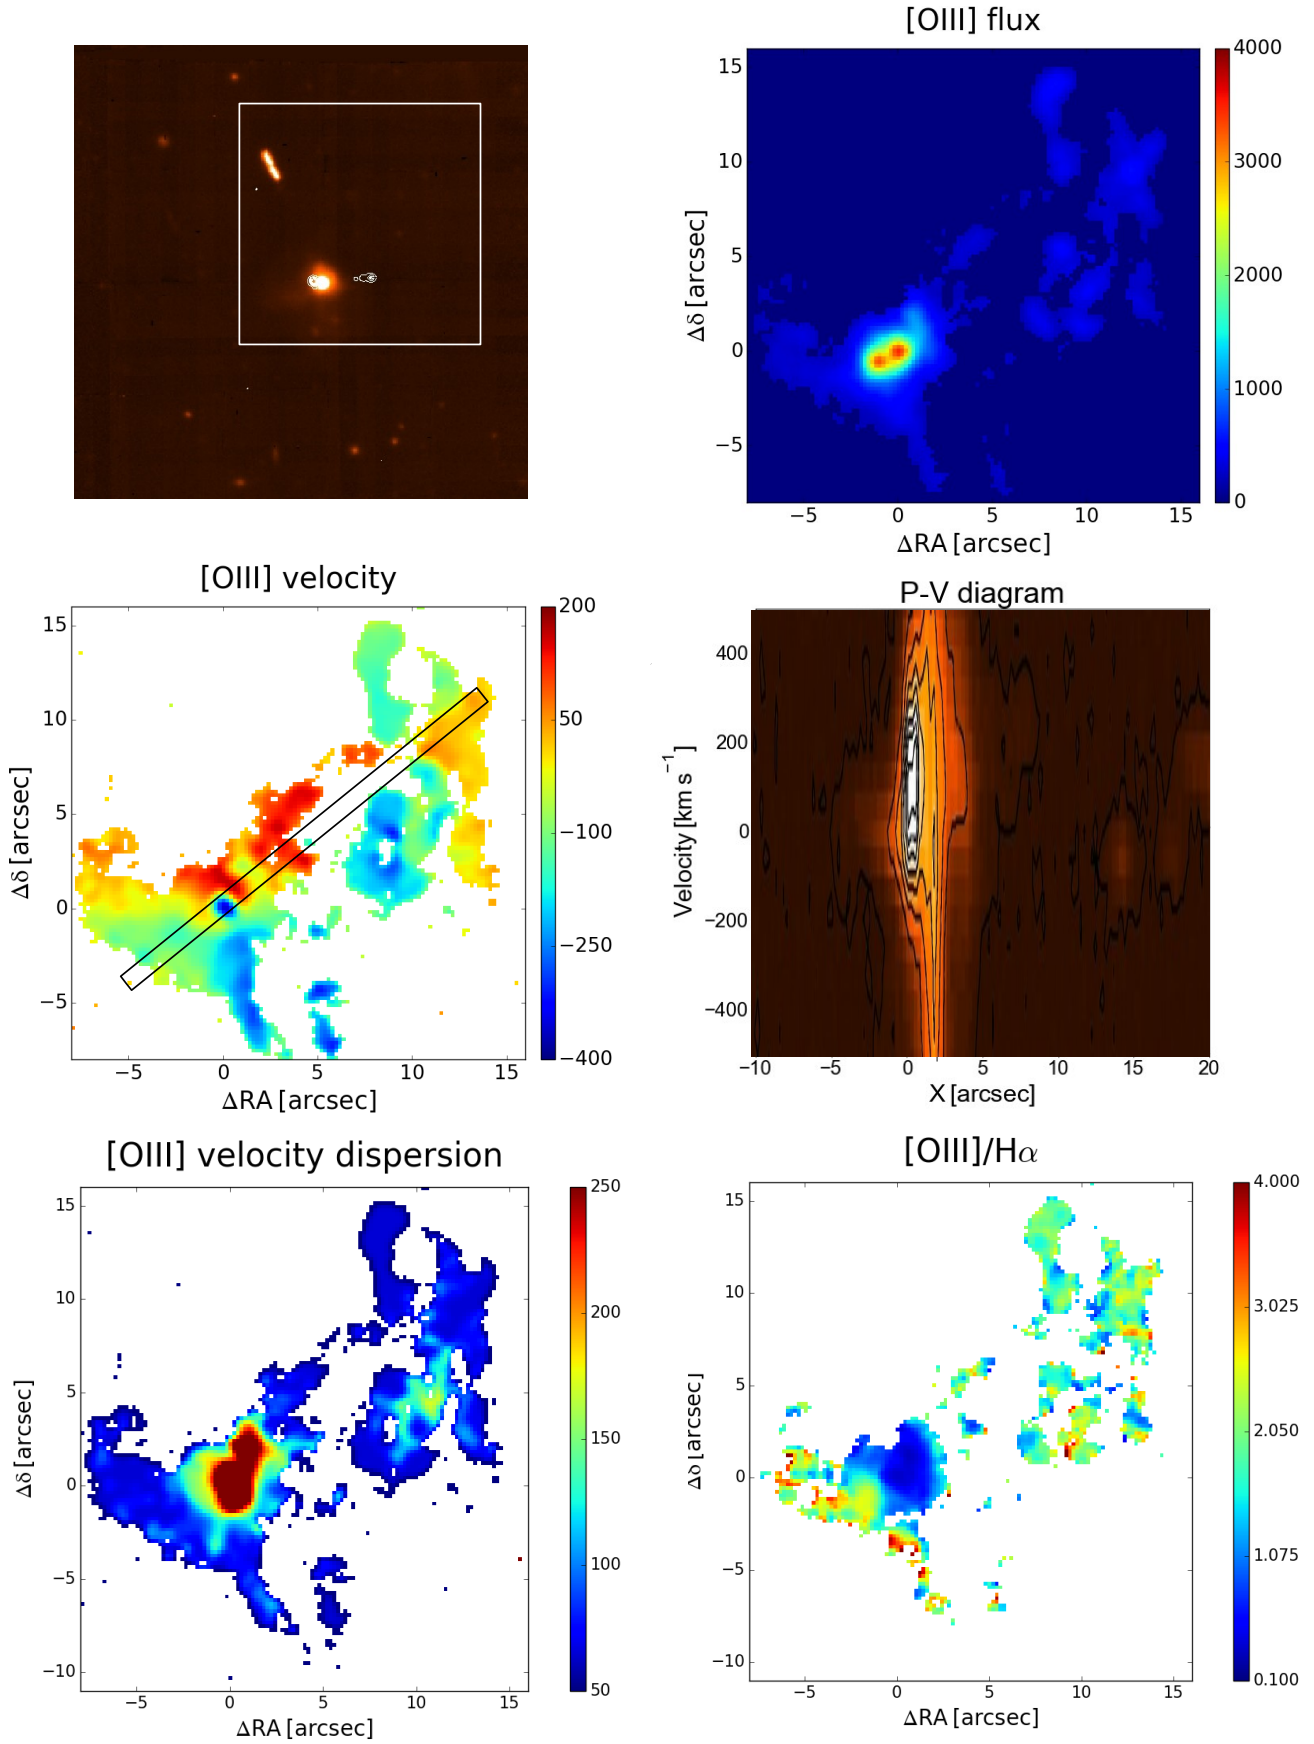 [OIII] flux
15
10
5
0
−5
Δδ [arcsec]
−5 0 5 10 15
ΔRA [arcsec]
4000
3000
2000
1000
0
[OIII] velocity
15
10
5
0
−5
Δδ [arcsec]
−5 0 5 10 15
ΔRA [arcsec]
200
50
−100
−250
−400
P-V diagram
400
200
0
−200
−400
Velocity [km s⁻¹]
−10 −5 0 5 10 15 20
X [arcsec]
[OIII] velocity dispersion
15
10
5
0
−5
−10
Δδ [arcsec]
−5 0 5 10 15
ΔRA [arcsec]
250
200
150
100
50
[OIII]/Hα
15
10
5
0
−5
−10
Δδ [arcsec]
−5 0 5 10 15
ΔRA [arcsec]
4.000
3.025
2.050
1.075
0.100